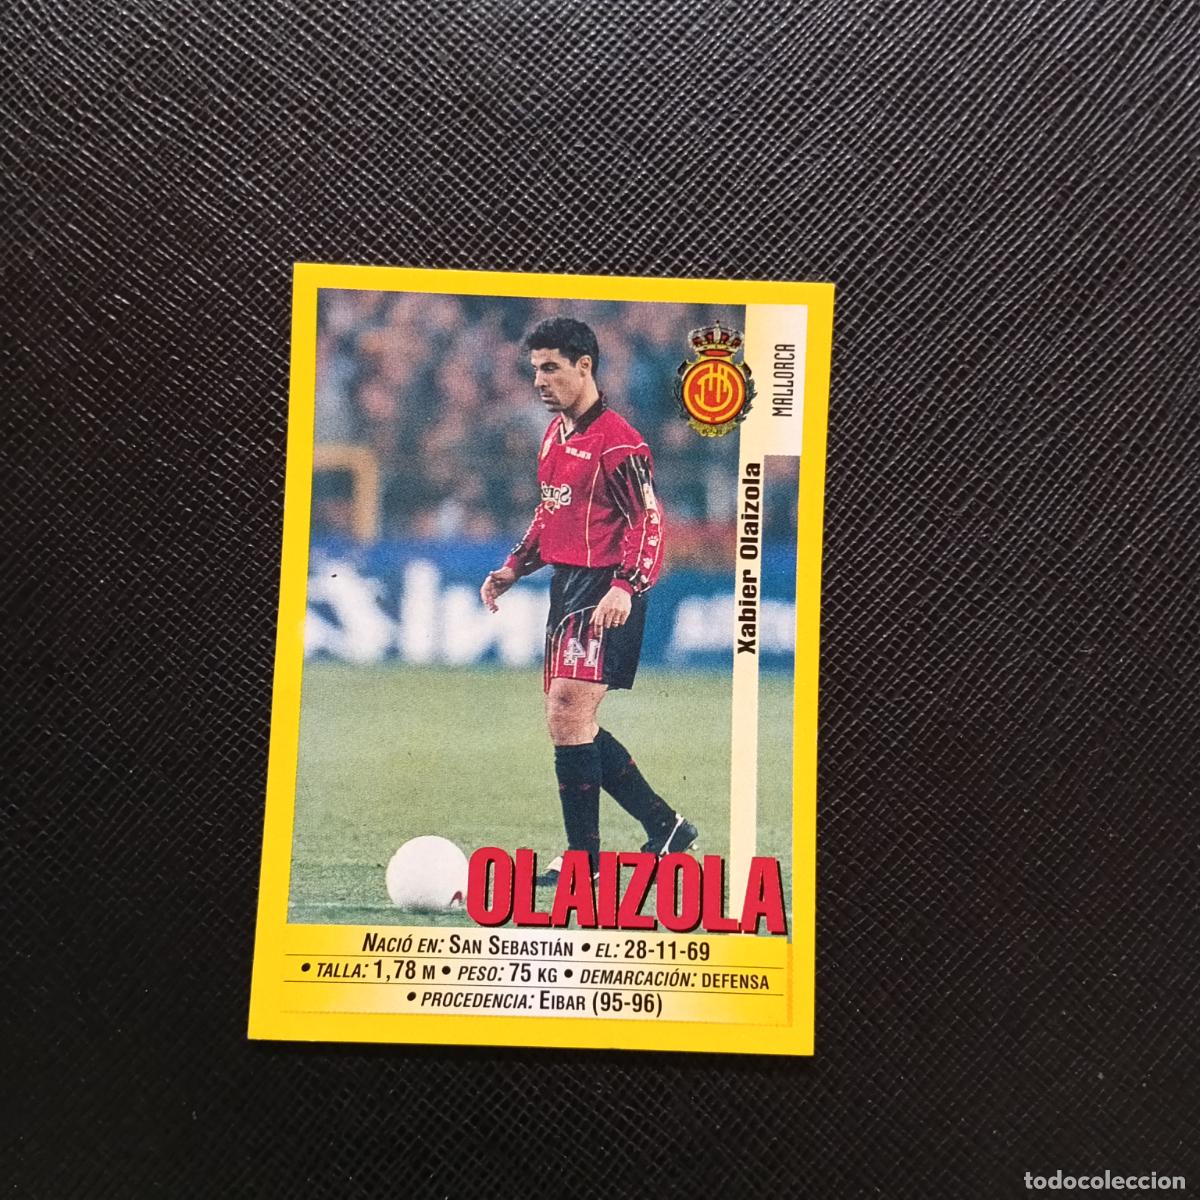 MALLORCA
Xabier Olaizola
OLAIZOLA
NACIÓ EN: SAN SEBASTIÁN • EL: 28-11-69
• TALLA: 1,78 M • PESO: 75 KG • DEMARCACIÓN: DEFENSA
• PROCEDENCIA: EIBAR (95-96)
todocoleccion